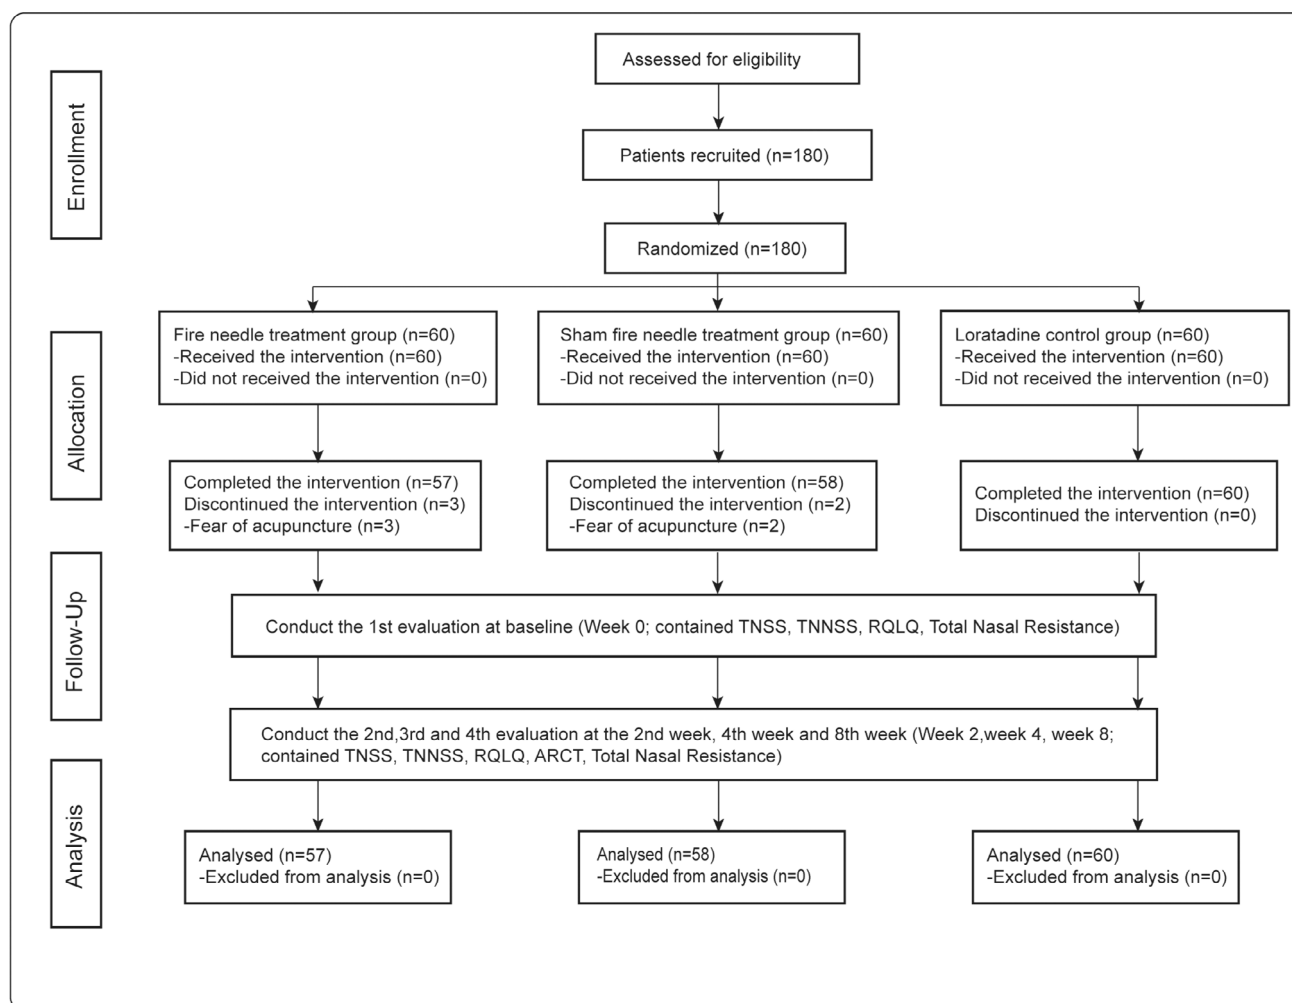 Enrollment
Assessed for eligibility
Patients recruited (n=180)
Randomized (n=180)
Allocation
Fire needle treatment group (n=60)
-Received the intervention (n=60)
-Did not received the intervention (n=0)
Sham fire needle treatment group (n=60)
-Received the intervention (n=60)
-Did not received the intervention (n=0)
Loratadine control group (n=60)
-Received the intervention (n=60)
-Did not received the intervention (n=0)
Completed the intervention (n=57)
Discontinued the intervention (n=3)
-Fear of acupuncture (n=3)
Completed the intervention (n=58)
Discontinued the intervention (n=2)
-Fear of acupuncture (n=2)
Completed the intervention (n=60)
Discontinued the intervention (n=0)
Follow-Up
Conduct the 1st evaluation at baseline (Week 0; contained TNSS, TNNSS, RQLQ, Total Nasal Resistance)
Conduct the 2nd,3rd and 4th evaluation at the 2nd week, 4th week and 8th week (Week 2,week 4, week 8;
contained TNSS, TNNSS, RQLQ, ARCT, Total Nasal Resistance)
Analysis
Analysed (n=57)
-Excluded from analysis (n=0)
Analysed (n=58)
-Excluded from analysis (n=0)
Analysed (n=60)
-Excluded from analysis (n=0)